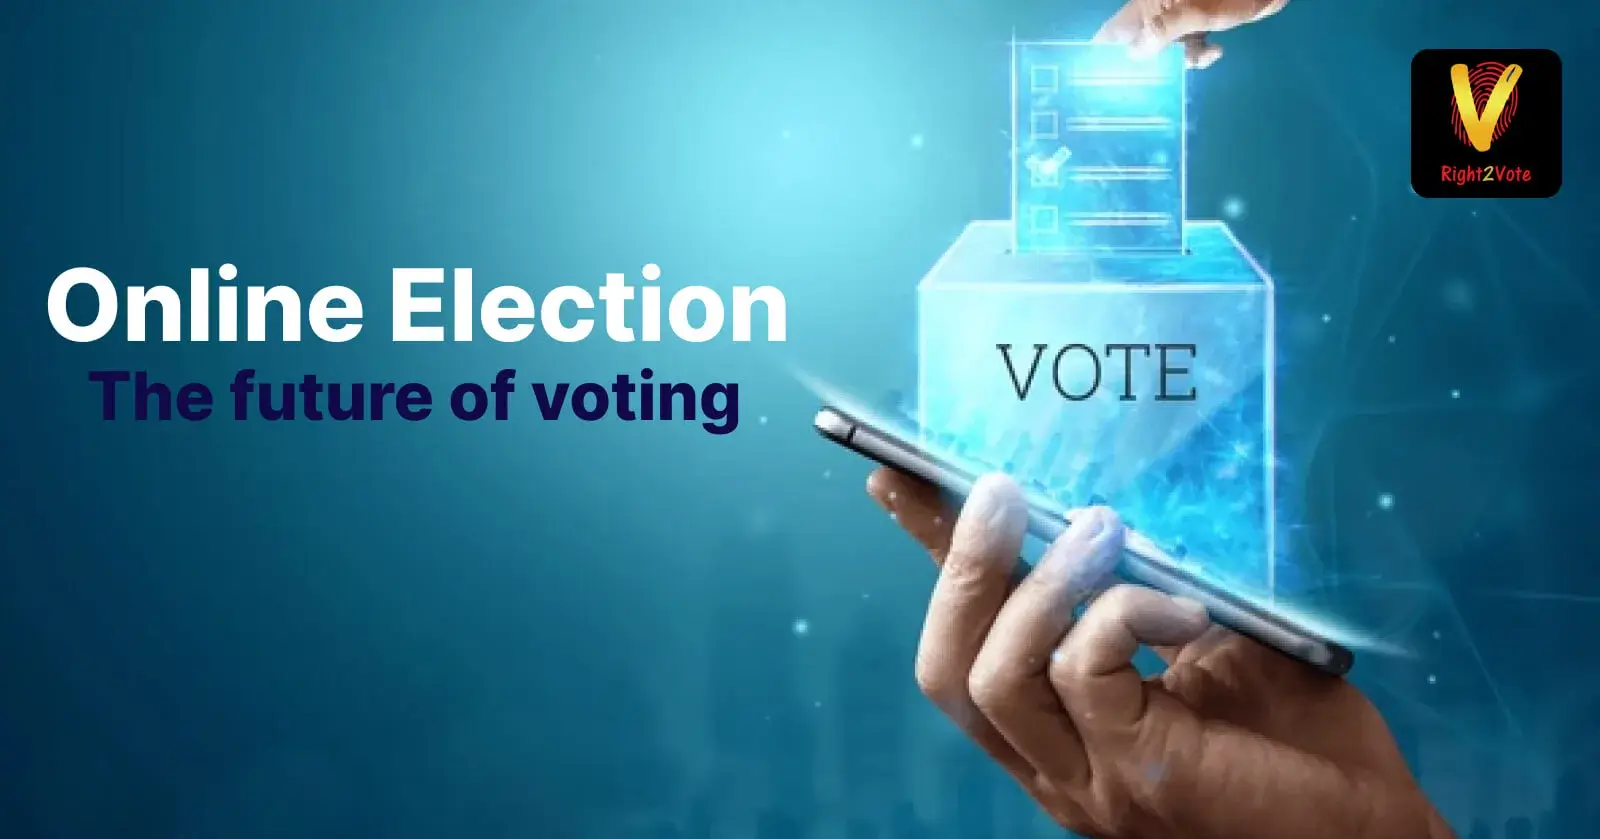 Online Election
The future of voting
VOTE
V
Right2Vote